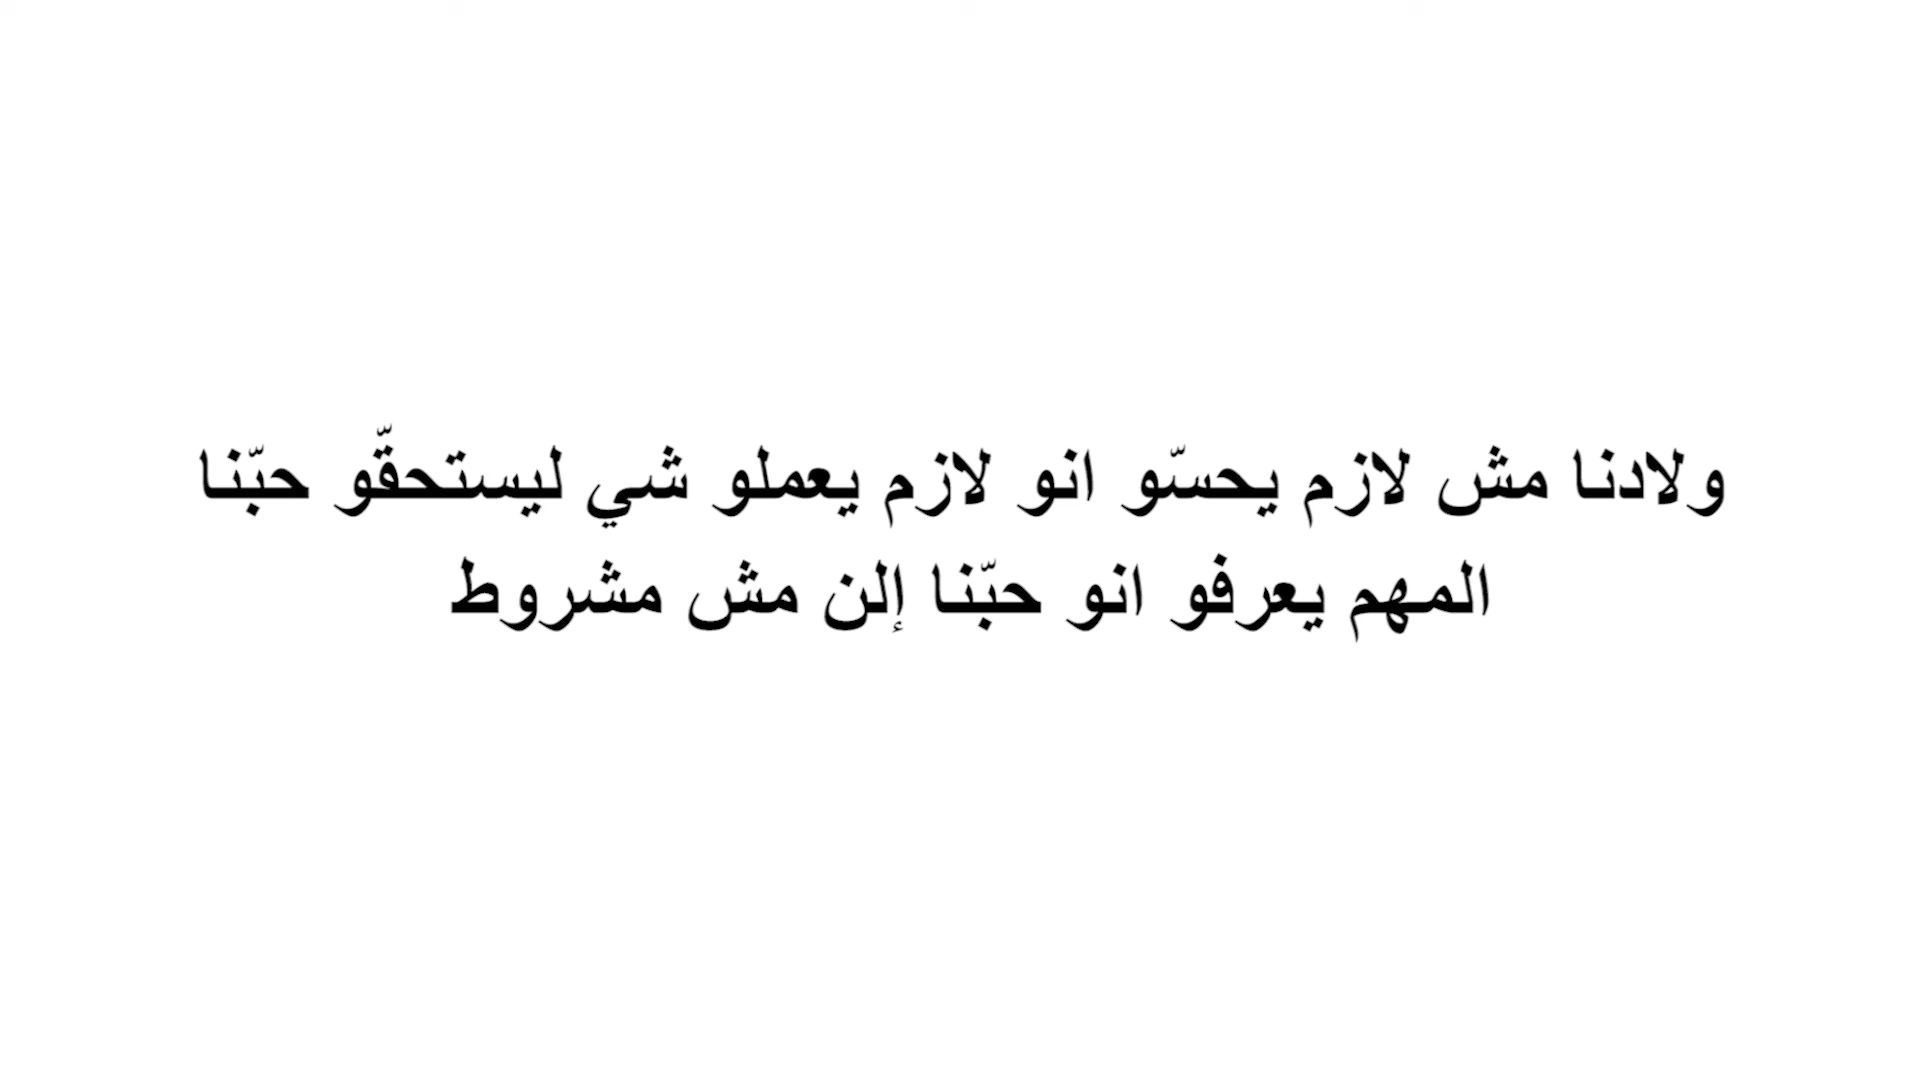 ولادنا مش لازم يحسّو انو لازم يعملو شي ليستحقّو حبّنا
المهم يعرفو انو حبّنا إلن مش مشروط